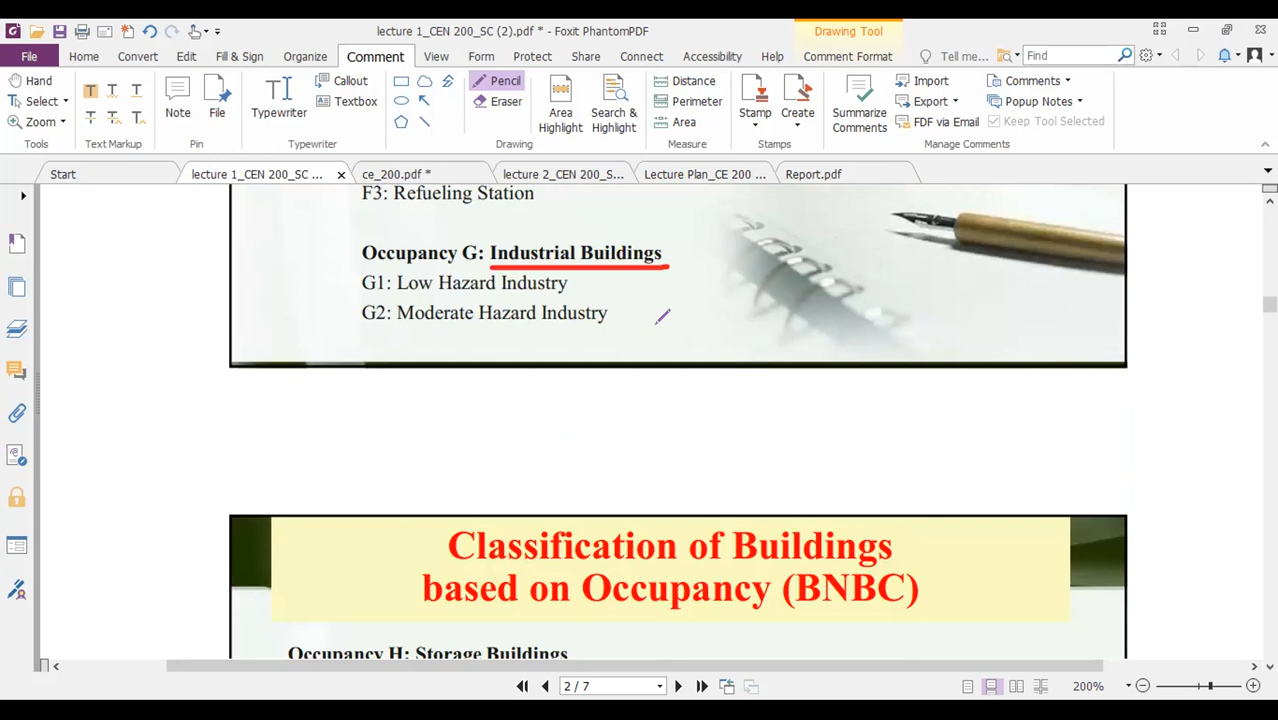 lecture 1_CEN 200_SC (2).pdf * - Foxit PhantomPDF
Drawing Tool
File
Home
Convert
Edit
Fill & Sign
Organize
Comment
View
Form
Protect
Share
Connect
Accessibility
Help
Comment Format
Tell me...
Find
Hand
Select
Zoom
Tools
Text Markup
Note
File
Pin
Typewriter
Callout
Textbox
Typewriter
Pencil
Eraser
Area Highlight
Search & Highlight
Drawing
Distance
Perimeter
Area
Measure
Stamp
Create
Stamps
Summarize Comments
Import
Export
FDF via Email
Comments
Popup Notes
Keep Tool Selected
Manage Comments
Start
lecture 1_CEN 200_SC ...
ce_200.pdf *
lecture 2_CEN 200_S...
Lecture Plan_CE 200 ...
Report.pdf
F3: Refueling Station
Occupancy G: Industrial Buildings
G1: Low Hazard Industry
G2: Moderate Hazard Industry
Classification of Buildings
based on Occupancy (BNBC)
Occupancy H: Storage Buildings
2 / 7
200%